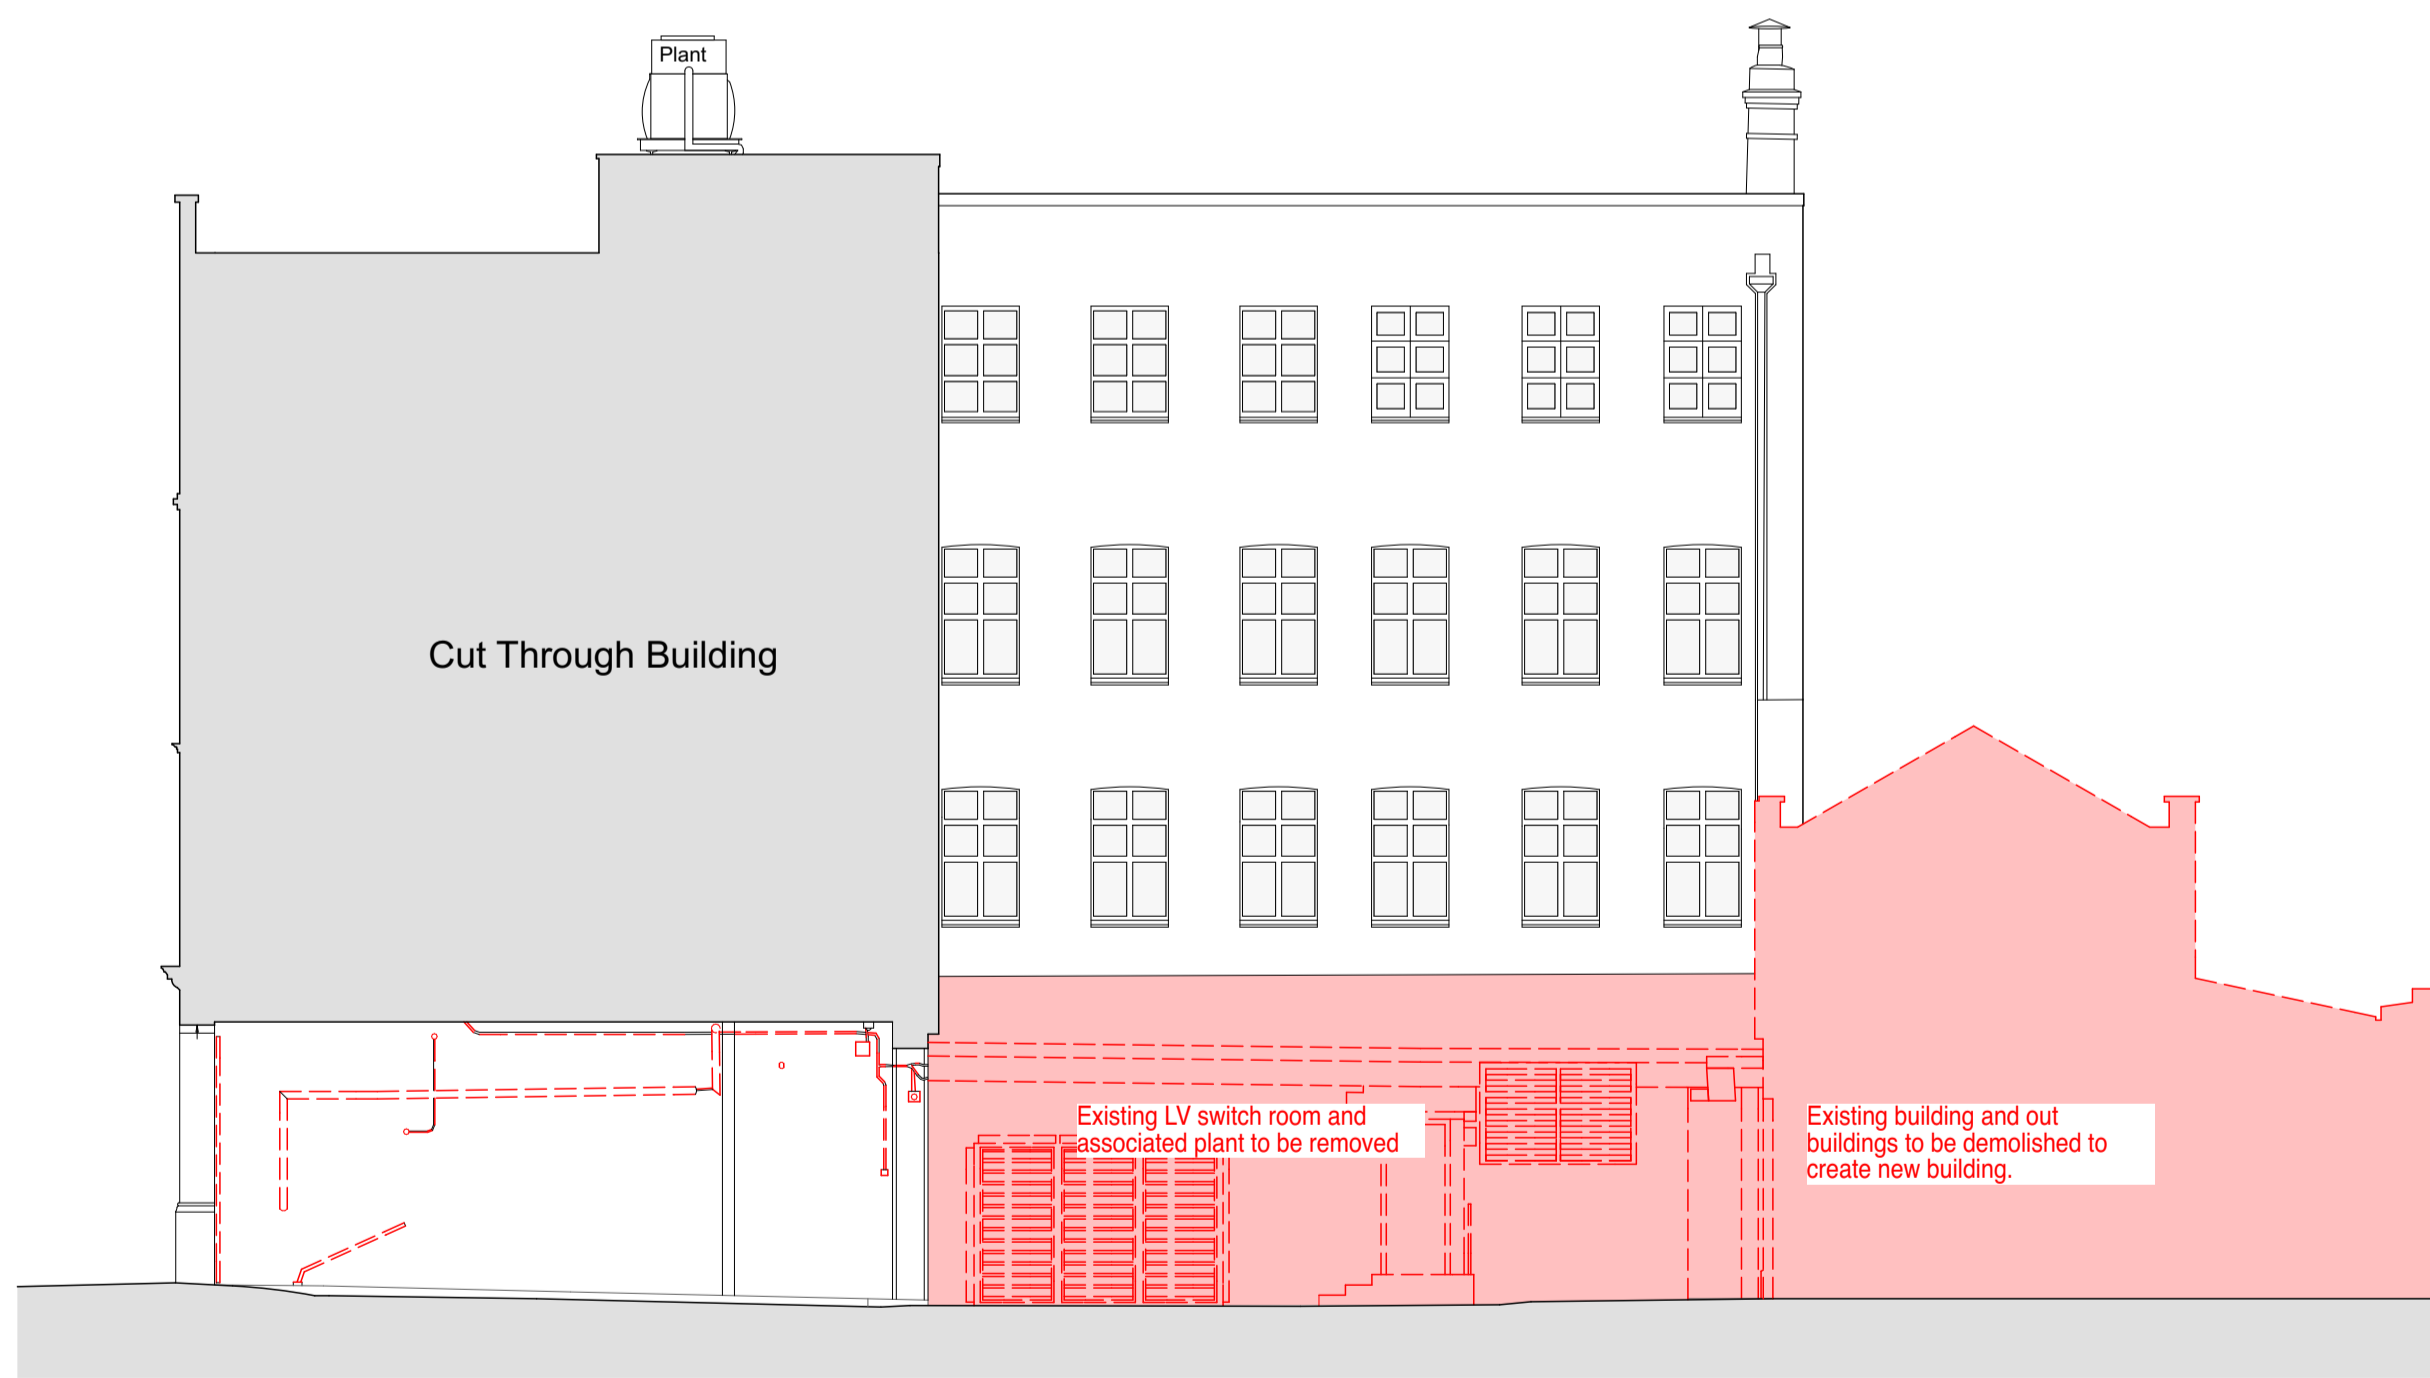 Plant
Cut Through Building
Existing LV switch room and
associated plant to be removed
Existing building and out
buildings to be demolished to
create new building.